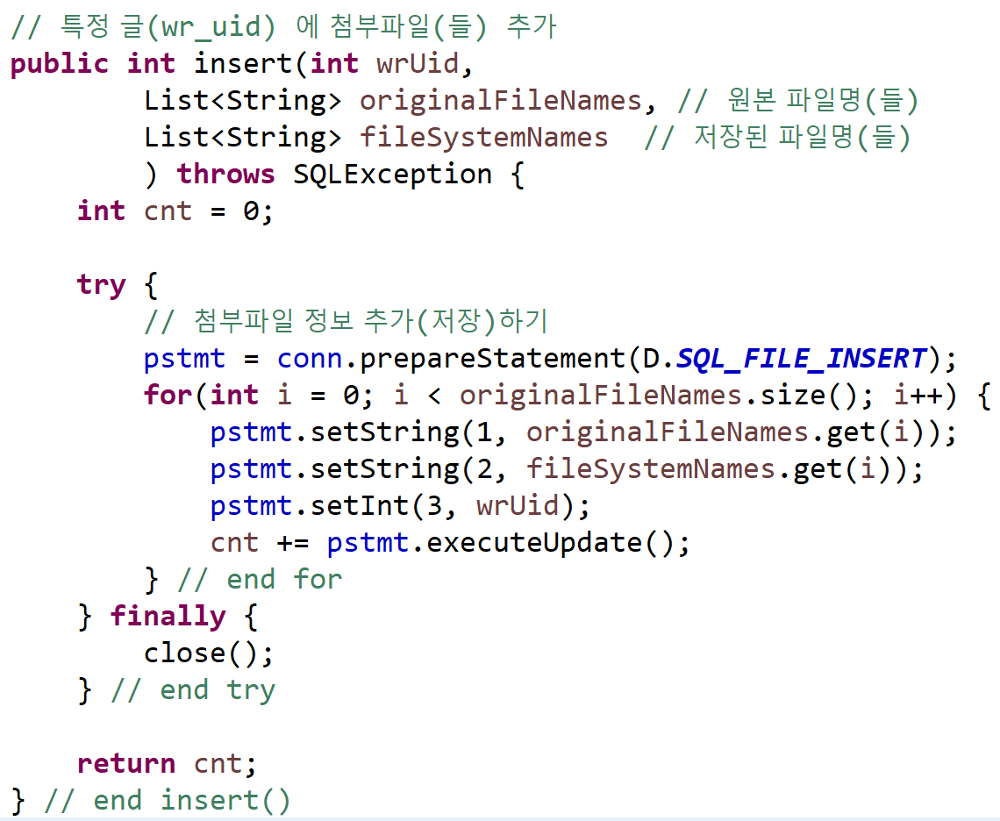 // 특정 글(wr_uid) 에 첨부파일(들) 추가
public int insert(int wrUid,
        List<String> originalFileNames, // 원본 파일명(들)
        List<String> fileSystemNames  // 저장된 파일명(들)
        ) throws SQLException {
    int cnt = 0;

    try {
        // 첨부파일 정보 추가(저장)하기
        pstmt = conn.prepareStatement(D.SQL_FILE_INSERT);
        for(int i = 0; i < originalFileNames.size(); i++) {
            pstmt.setString(1, originalFileNames.get(i));
            pstmt.setString(2, fileSystemNames.get(i));
            pstmt.setInt(3, wrUid);
            cnt += pstmt.executeUpdate();
        } // end for
    } finally {
        close();
    } // end try

    return cnt;
} // end insert()